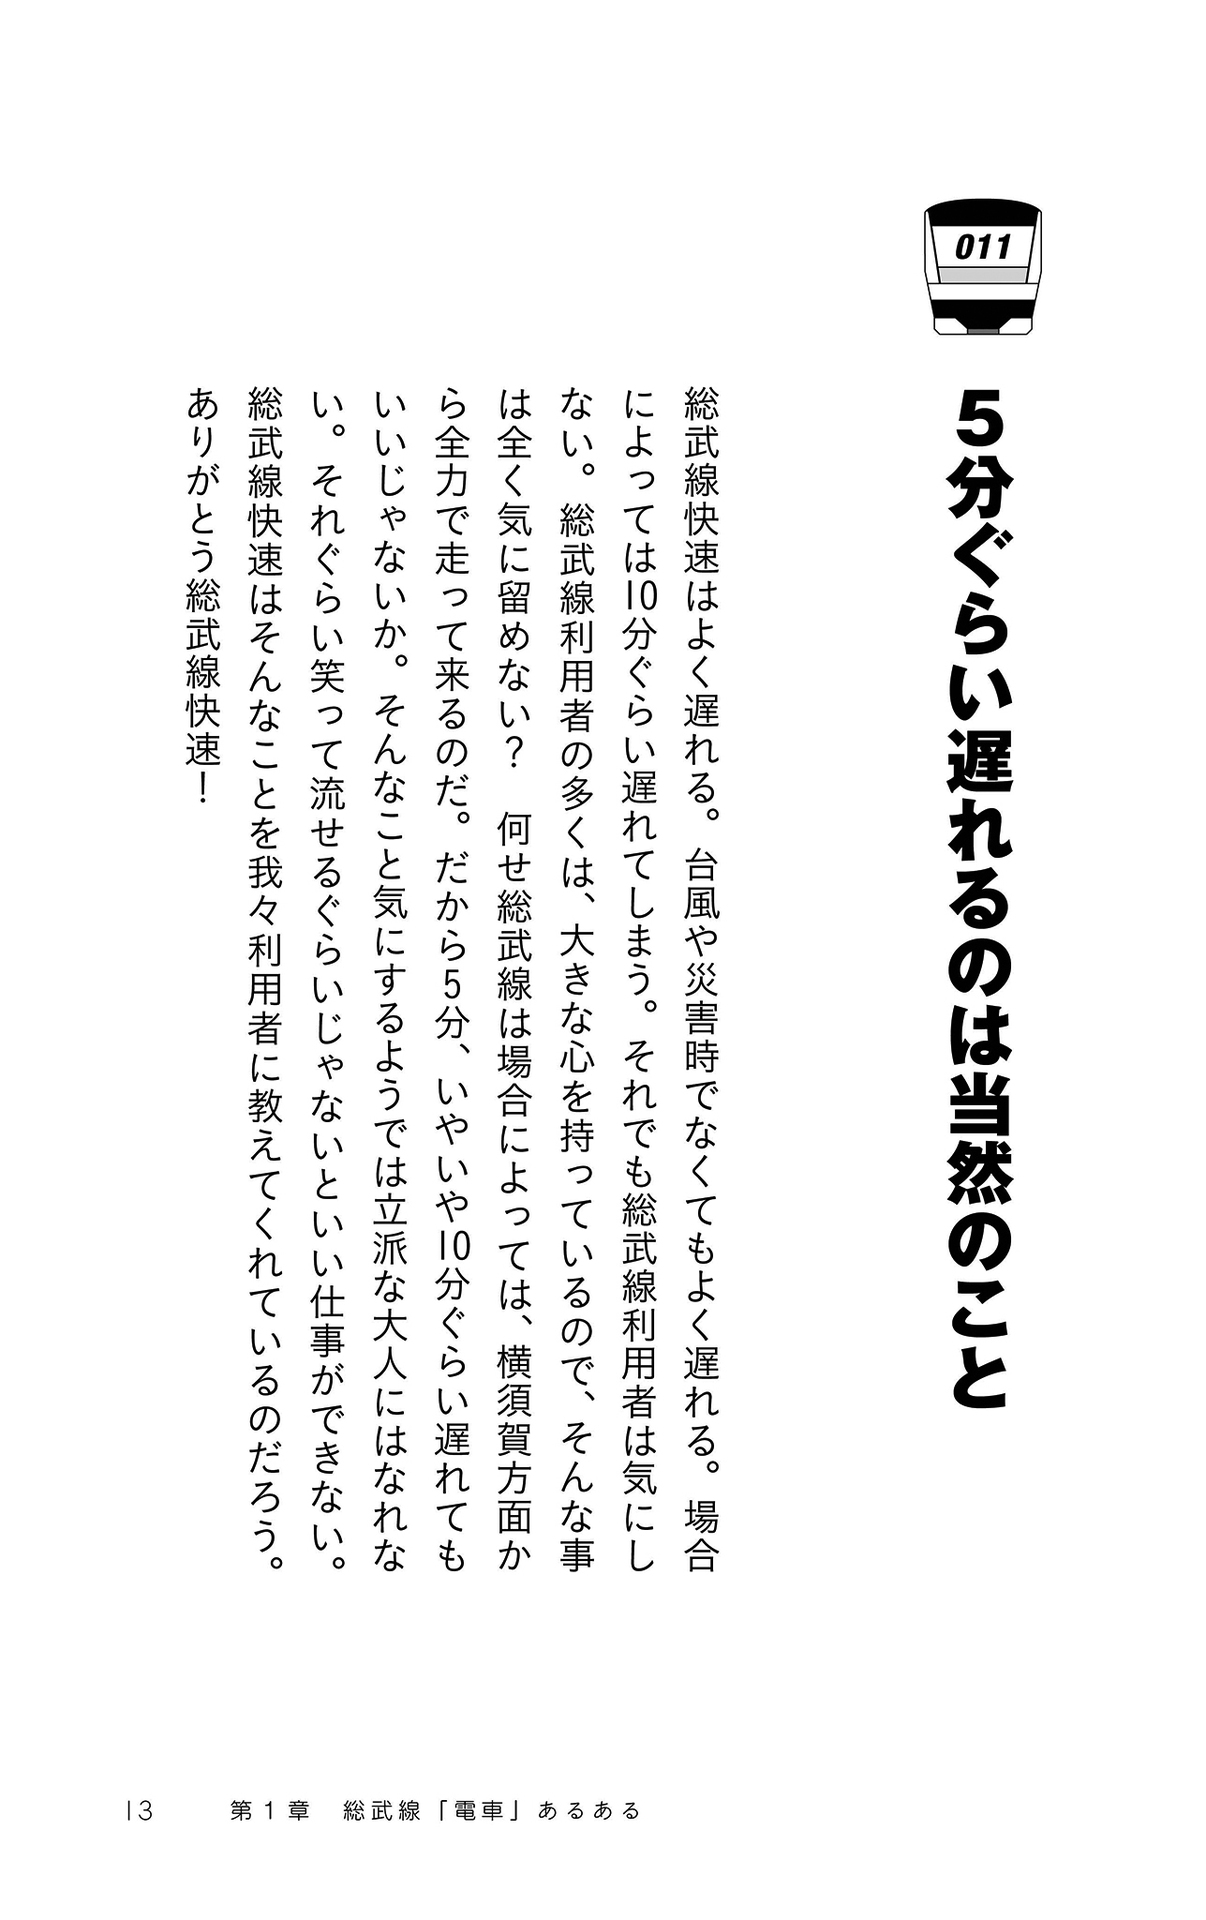 011
5分ぐらい遅れるのは当然のこと
総武線快速はよく遅れる。台風や災害時でなくてもよく遅れる。場合
によっては10分ぐらい遅れてしまう。それでも総武線利用者は気にし
ない。総武線利用者の多くは、大きな心を持っているので、そんな事
は全く気に留めない?　何せ総武線は場合によっては、横須賀方面か
ら全力で走って来るのだ。だから5分、いやいや10分ぐらい遅れても
いいじゃないか。そんなこと気にするようでは立派な大人にはなれな
い。それぐらい笑って流せるぐらいじゃないといい仕事ができない。
総武線快速はそんなことを我々利用者に教えてくれているのだろう。
ありがとう総武線快速!
13　第1章　総武線「電車」あるある